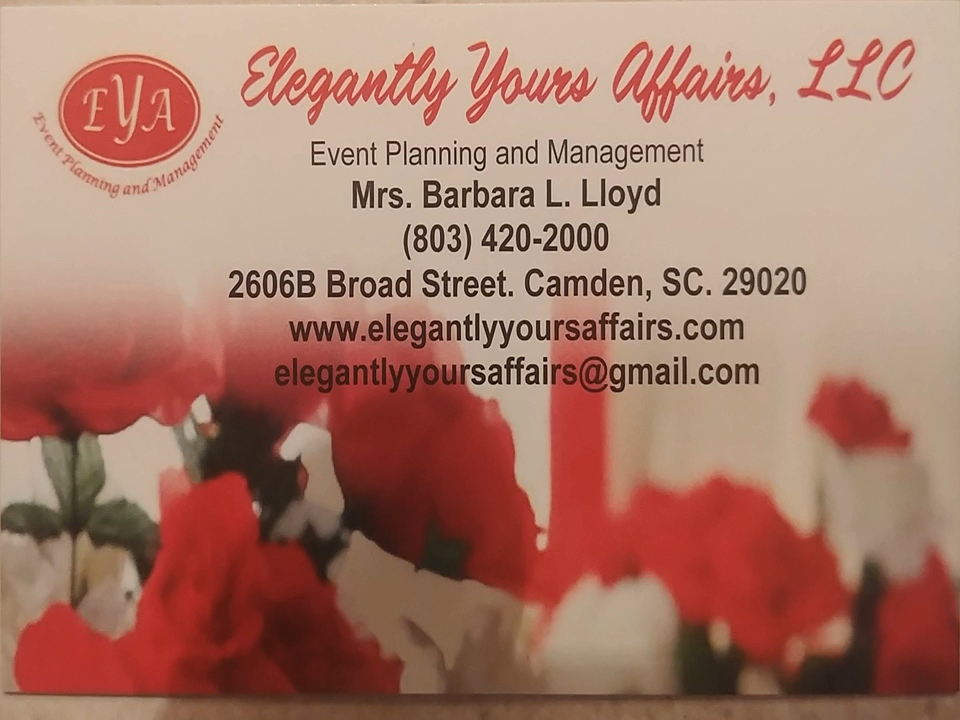 Elegantly Yours Affairs, LLC
EYA
Event Planning and Management
Event Planning and Management
Mrs. Barbara L. Lloyd
(803) 420-2000
2606B Broad Street. Camden, SC. 29020
www.elegantlyyoursaffairs.com
elegantlyyoursaffairs@gmail.com